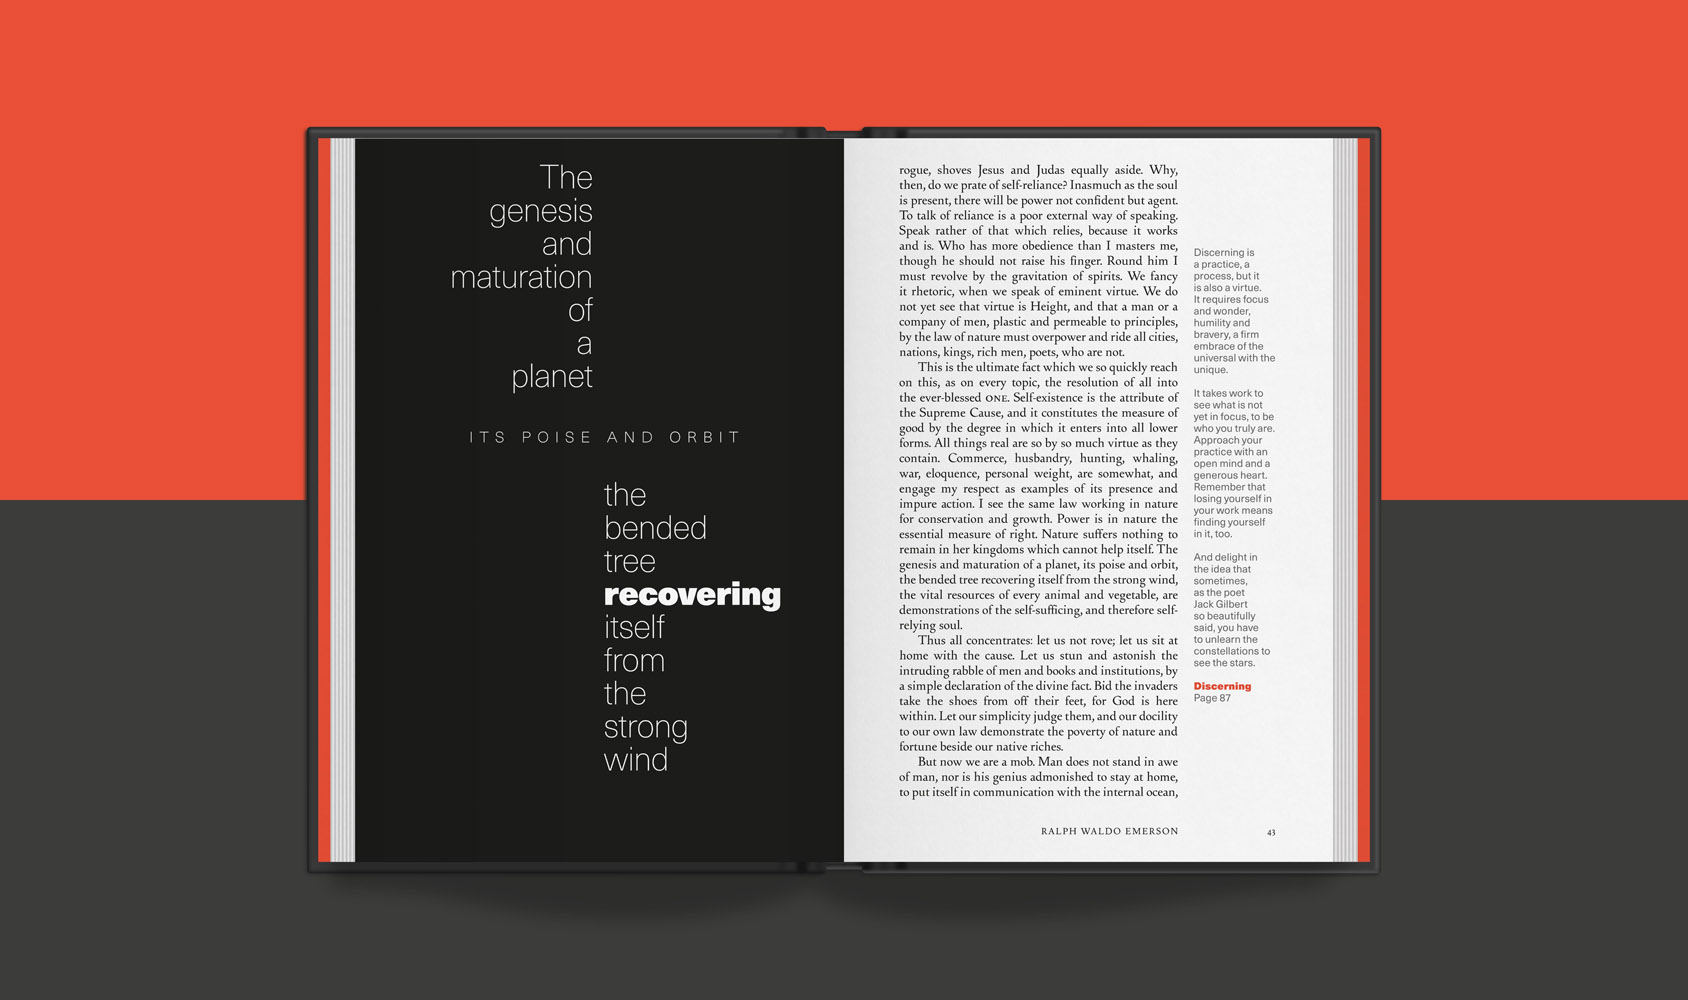 The
genesis
and
maturation
of
a
planet
ITS POISE AND ORBIT
the
bended
tree
recovering
itself
from
the
strong
wind
rogue, shoves Jesus and Judas equally aside. Why,
then, do we prate of self-reliance? Inasmuch as the soul
is present, there will be power not confident but agent.
To talk of reliance is a poor external way of speaking.
Speak rather of that which relies, because it works
and is. Who has more obedience than I masters me,
though he should not raise his finger. Round him I
must revolve by the gravitation of spirits. We fancy
it rhetoric, when we speak of eminent virtue. We do
not yet see that virtue is Height, and that a man or a
company of men, plastic and permeable to principles,
by the law of nature must overpower and ride all cities,
nations, kings, rich men, poets, who are not.
This is the ultimate fact which we so quickly reach
on this, as on every topic, the resolution of all into
the ever-blessed ONE. Self-existence is the attribute of
the Supreme Cause, and it constitutes the measure of
good by the degree in which it enters into all lower
forms. All things real are so by so much virtue as they
contain. Commerce, husbandry, hunting, whaling,
war, eloquence, personal weight, are somewhat, and
engage my respect as examples of its presence and
impure action. I see the same law working in nature
for conservation and growth. Power is in nature the
essential measure of right. Nature suffers nothing to
remain in her kingdoms which cannot help itself. The
genesis and maturation of a planet, its poise and orbit,
the bended tree recovering itself from the strong wind,
the vital resources of every animal and vegetable, are
demonstrations of the self-sufficing, and therefore self-
relying soul.
Thus all concentrates: let us not rove; let us sit at
home with the cause. Let us stun and astonish the
intruding rabble of men and books and institutions, by
a simple declaration of the divine fact. Bid the invaders
take the shoes from off their feet, for God is here
within. Let our simplicity judge them, and our docility
to our own law demonstrate the poverty of nature and
fortune beside our native riches.
But now we are a mob. Man does not stand in awe
of man, nor is his genius admonished to stay at home,
to put itself in communication with the internal ocean,
Discerning is
a practice, a
process, but it
is also a virtue.
It requires focus
and wonder,
humility and
bravery, a firm
embrace of the
universal with the
unique.
It takes work to
see what is not
yet in focus, to be
who you truly are.
Approach your
practice with an
open mind and a
generous heart.
Remember that
losing yourself in
your work means
finding yourself
in it, too.
And delight in
the idea that
sometimes,
as the poet
Jack Gilbert
so beautifully
said, you have
to unlearn the
constellations to
see the stars.
Discerning
Page 87
RALPH WALDO EMERSON
43